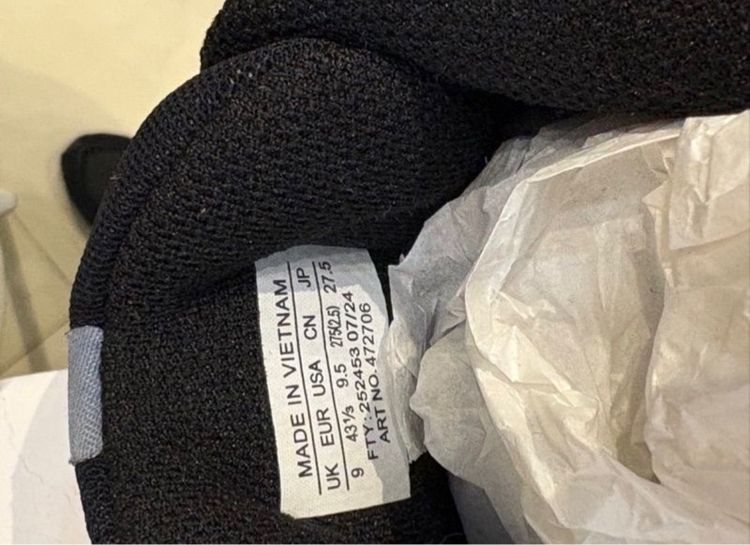 MADE IN VIETNAM
UK EUR USA CN JP
9 43⅓ 9.5 275(2.5) 27.5
FTY: 252453 07/24
ART NO. 472706